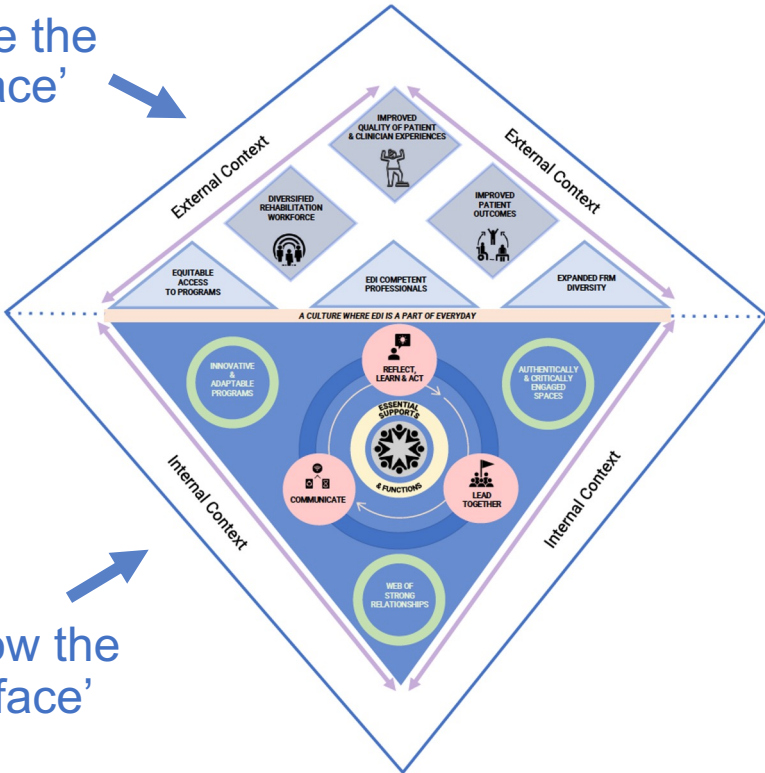 e the
ace’
External Context
External Context
IMPROVED
QUALITY OF PATIENT
& CLINICIAN EXPERIENCES
DIVERSIFIED
REHABILITATION
WORKFORCE
IMPROVED
PATIENT
OUTCOMES
EQUITABLE
ACCESS
TO PROGRAMS
EDI COMPETENT
PROFESSIONALS
EXPANDED FRM
DIVERSITY
A CULTURE WHERE EDI IS A PART OF EVERYDAY
INNOVATIVE
&
ADAPTABLE
PROGRAMS
REFLECT,
LEARN & ACT
AUTHENTICALLY
& CRITICALLY
ENGAGED
SPACES
ESSENTIAL
SUPPORTS
& FUNCTIONS
COMMUNICATE
LEAD
TOGETHER
Internal Context
Internal Context
WEB OF
STRONG
RELATIONSHIPS
ow the
face’